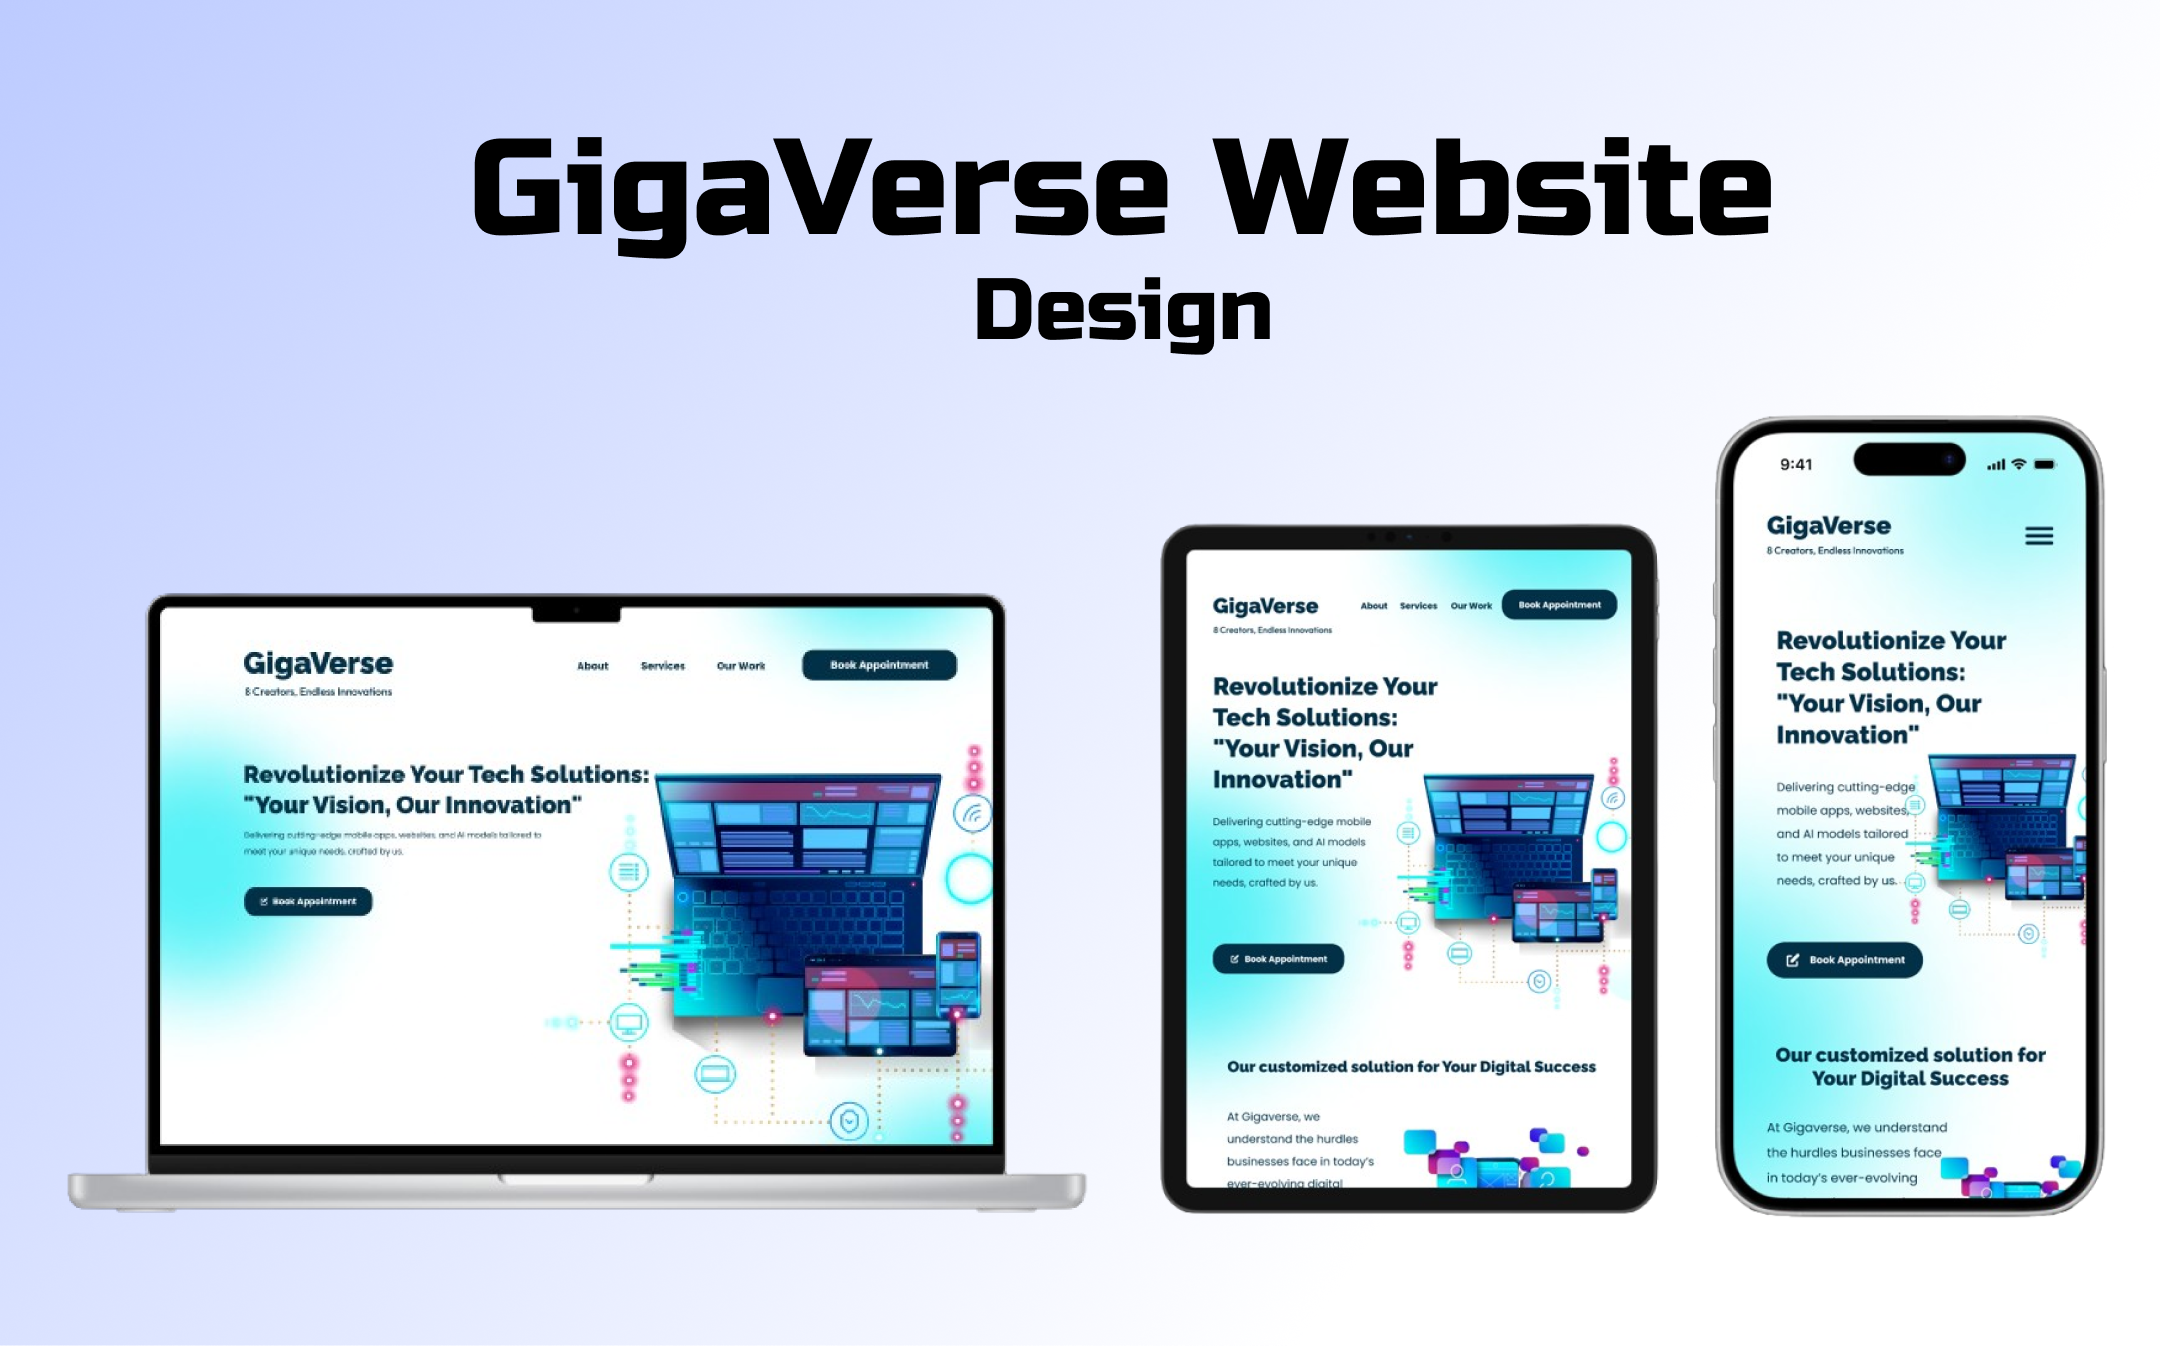 GigaVerse Website
Design
GigaVerse
8 Creators, Endless Innovations
About Services Our Work Book Appointment
Revolutionize Your Tech Solutions:
"Your Vision, Our Innovation"
Delivering cutting-edge mobile apps, websites, and AI models tailored to
meet your unique needs, crafted by us.
Book Appointment
GigaVerse
8 Creators, Endless Innovations
About Services Our Work Book Appointment
Revolutionize Your
Tech Solutions:
"Your Vision, Our
Innovation"
Delivering cutting-edge mobile
apps, websites, and AI models
tailored to meet your unique
needs, crafted by us.
Book Appointment
Our customized solution for Your Digital Success
At Gigaverse, we
understand the hurdles
businesses face in today's
ever-evolving digital
9:41
GigaVerse
8 Creators, Endless Innovations
Revolutionize Your
Tech Solutions:
"Your Vision, Our
Innovation"
Delivering cutting-edge
mobile apps, websites,
and AI models tailored
to meet your unique
needs, crafted by us.
Book Appointment
Our customized solution for
Your Digital Success
At Gigaverse, we understand
the hurdles businesses face
in today's ever-evolving